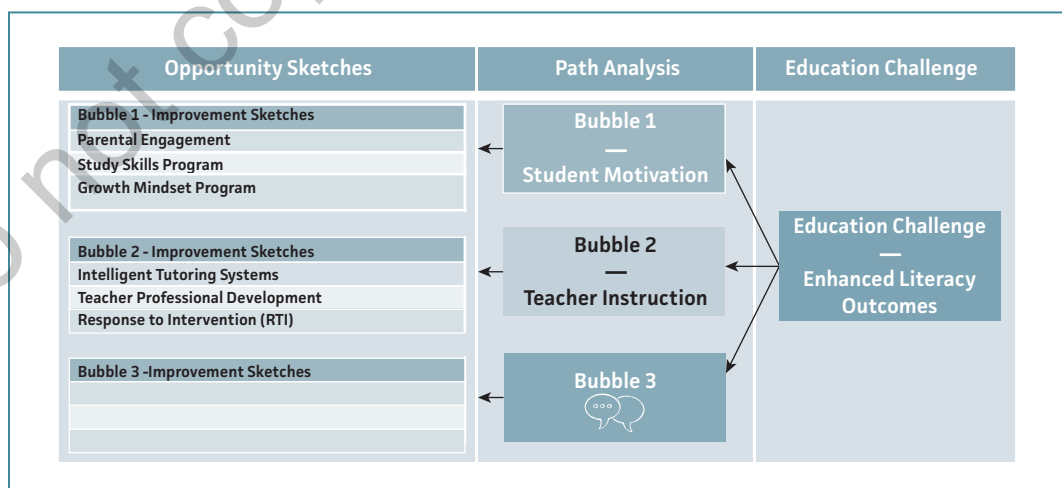 Opportunity Sketches
Path Analysis
Education Challenge
Bubble 1 - Improvement Sketches
Parental Engagement
Study Skills Program
Growth Mindset Program
Bubble 1
—
Student Motivation
Bubble 2 - Improvement Sketches
Intelligent Tutoring Systems
Teacher Professional Development
Response to Intervention (RTI)
Bubble 2
—
Teacher Instruction
Education Challenge
—
Enhanced Literacy
Outcomes
Bubble 3 -Improvement Sketches
Bubble 3
not